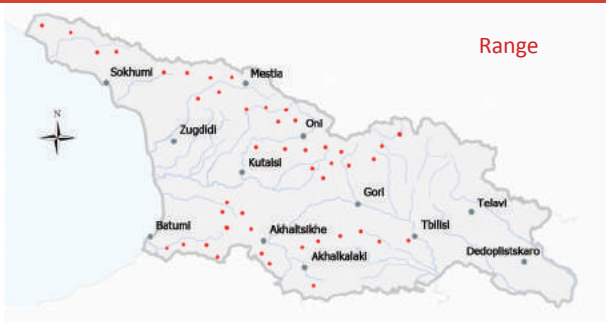 Range
Sokhumi
Mestia
N
Zugdidi
Oni
Kutaisi
Gori
Telavi
Batumi
Akhaltsikhe
Tbilisi
Akhalkalaki
Dedoplistskaro